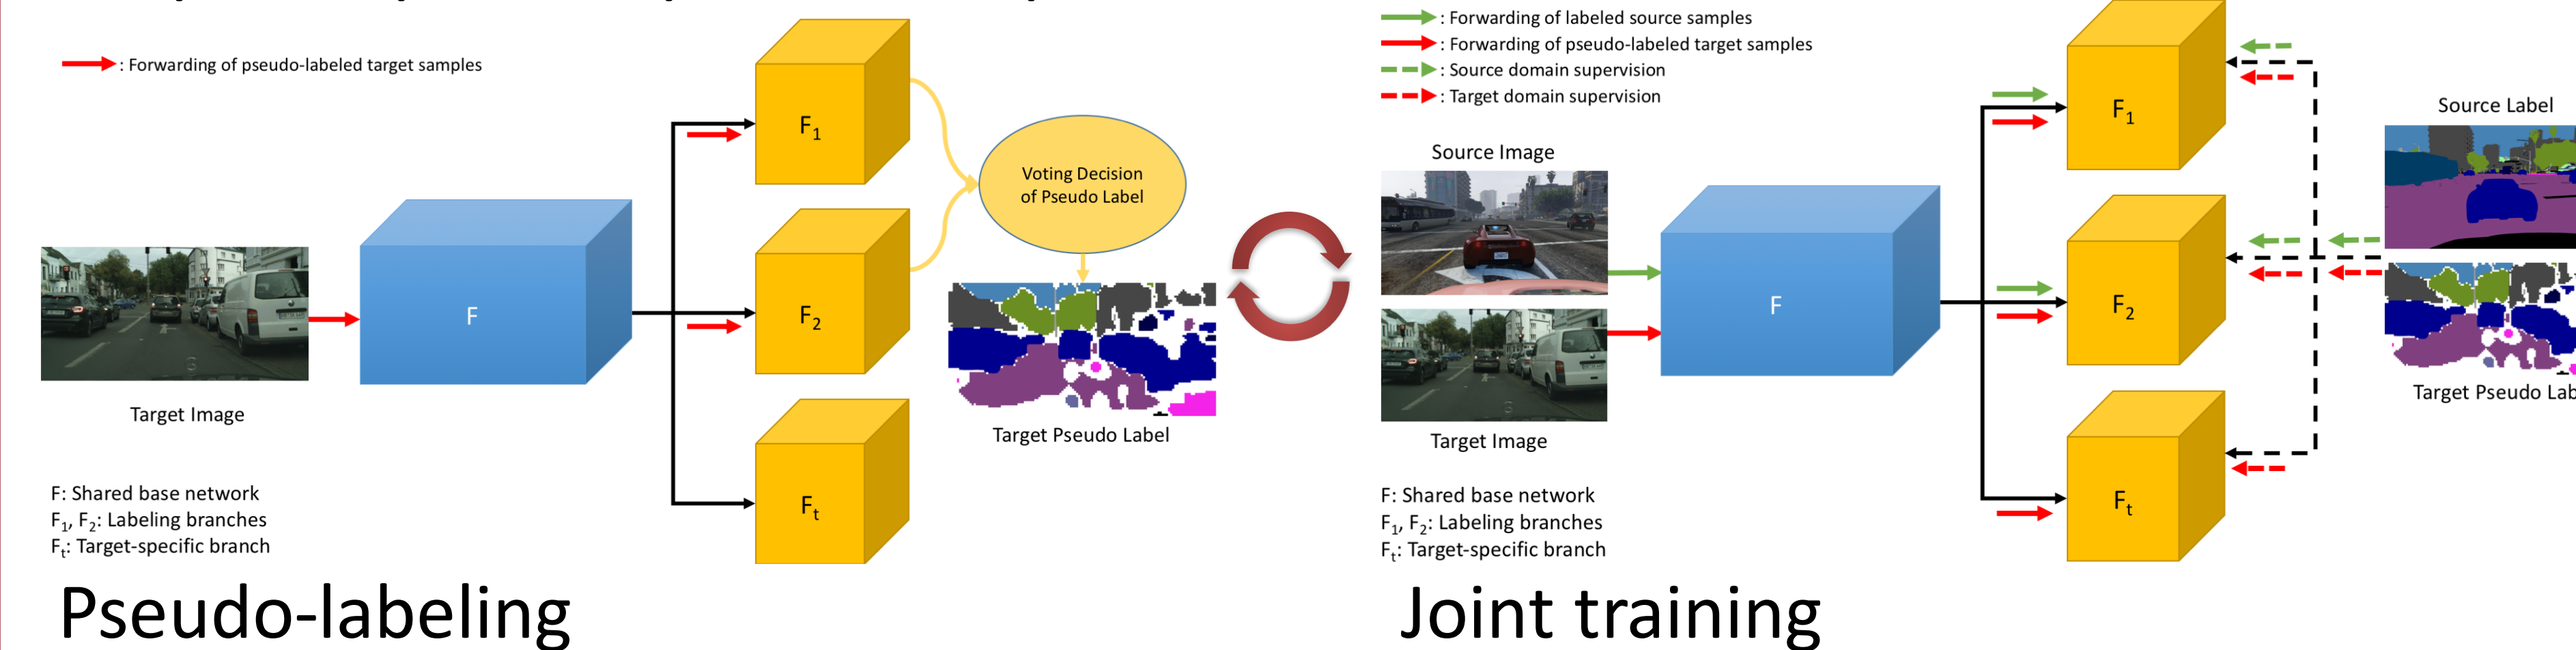 : Forwarding of pseudo-labeled target samples
F1
Voting Decision
of Pseudo Label
F
F2
Target Image
Target Pseudo Label
Ft
F: Shared base network
F1, F2: Labeling branches
Ft: Target-specific branch
Pseudo-labeling
: Forwarding of labeled source samples
: Forwarding of pseudo-labeled target samples
: Source domain supervision
: Target domain supervision
Source Image
F1
Source Label
F
F2
Target Image
Target Pseudo Lab
Ft
F: Shared base network
F1, F2: Labeling branches
Ft: Target-specific branch
Joint training